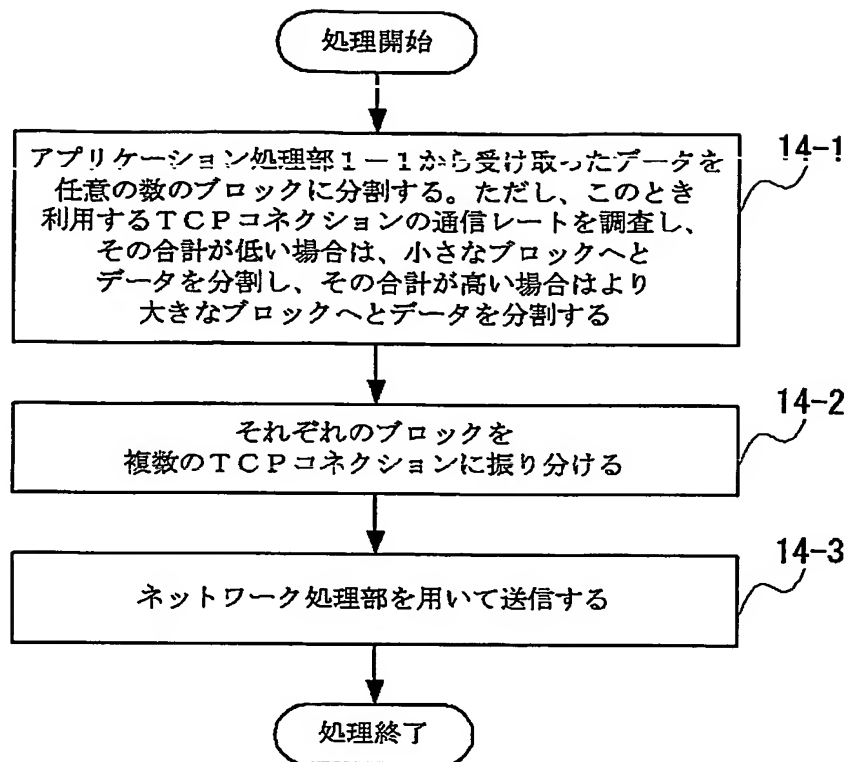 処理開始
14-1
アプリケーション処理部1-1から受け取ったデータを
任意の数のブロックに分割する。ただし、このとき
利用するTCPコネクションの通信レートを調査し、
その合計が低い場合は、小さなブロックへと
データを分割し、その合計が高い場合はより
大きなブロックへとデータを分割する
14-2
それぞれのブロックを
複数のTCPコネクションに振り分ける
14-3
ネットワーク処理部を用いて送信する
処理終了